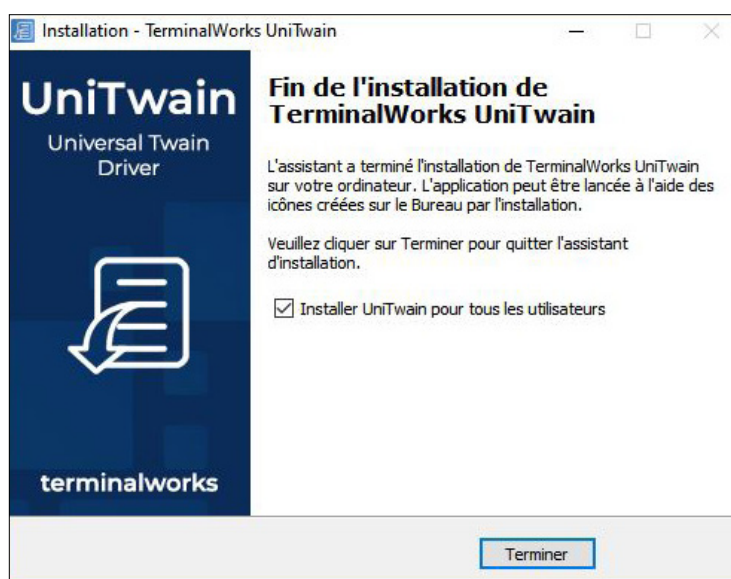 Installation - TerminalWorks UniTwain
UniTwain
Universal Twain
Driver
terminalworks
Fin de l'installation de
TerminalWorks UniTwain
L'assistant a terminé l'installation de TerminalWorks UniTwain
sur votre ordinateur. L'application peut être lancée à l'aide des
icônes créées sur le Bureau par l'installation.
Veuillez cliquer sur Terminer pour quitter l'assistant
d'installation.
Installer UniTwain pour tous les utilisateurs
Terminer